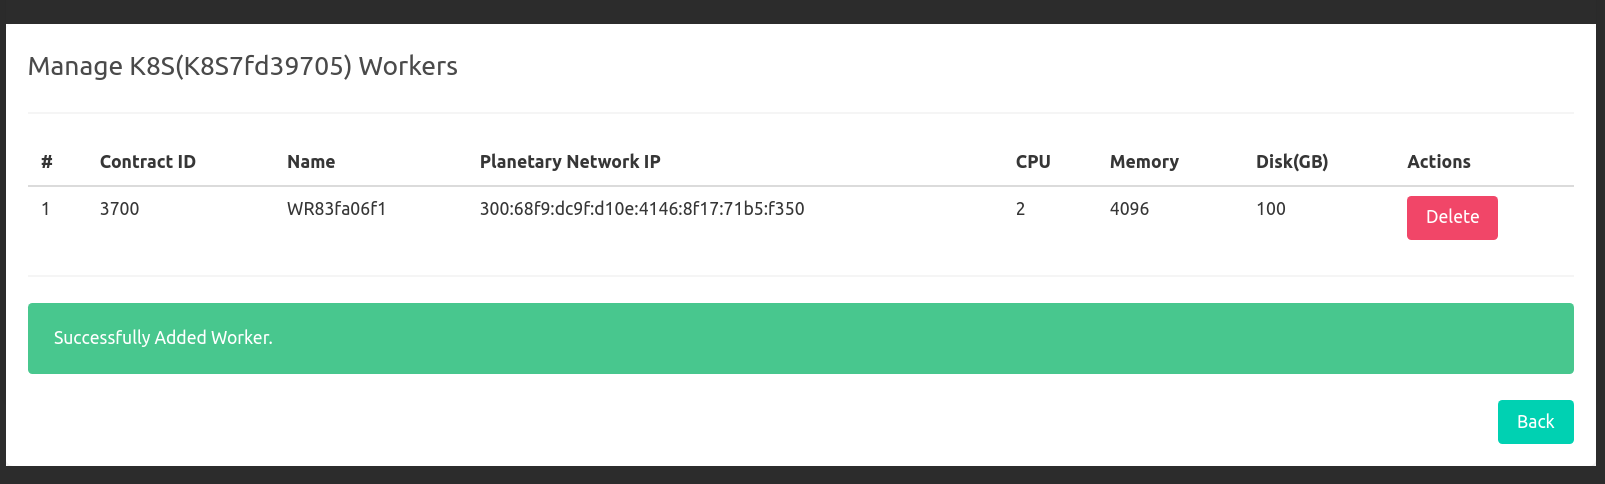 Manage K8S(K8S7fd39705) Workers
# Contract ID Name Planetary Network IP CPU Memory Disk(GB) Actions
1 3700 WR83fa06f1 300:68f9:dc9f:d10e:4146:8f17:71b5:f350 2 4096 100 Delete
Successfully Added Worker.
Back